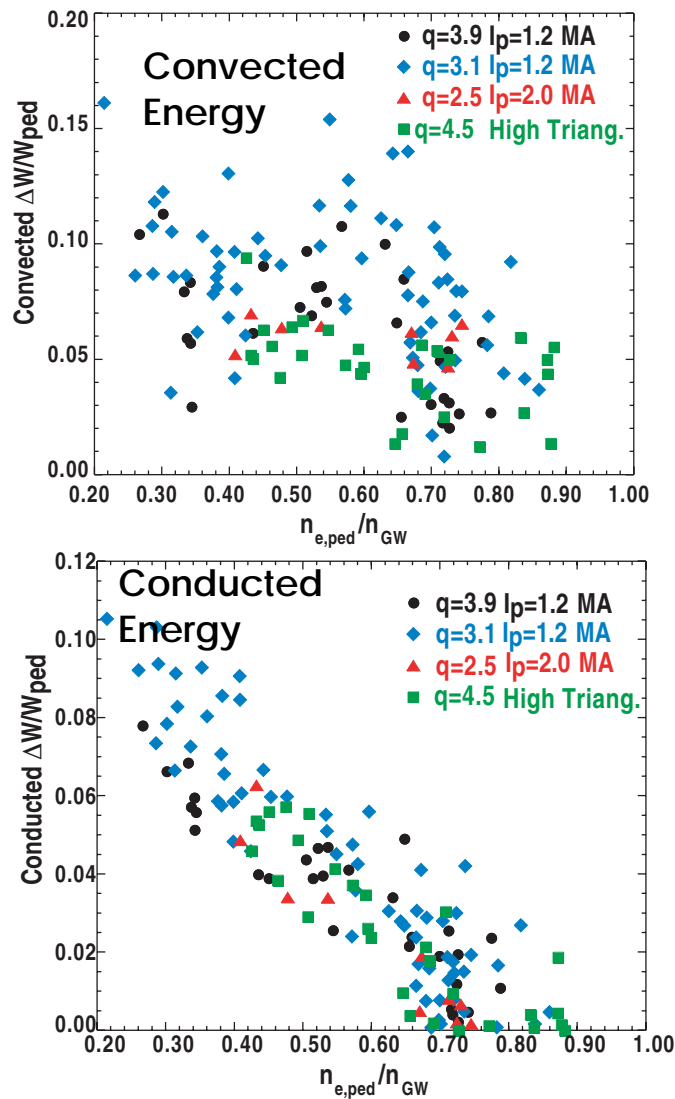 Convected
Energy
q=3.9 Ip=1.2 MA
q=3.1 Ip=1.2 MA
q=2.5 Ip=2.0 MA
q=4.5 High Triang.
Convected ΔW/Wped
0.20
0.15
0.10
0.05
0.00
0.20 0.30 0.40 0.50 0.60 0.70 0.80 0.90 1.00
ne,ped/nGW
Conducted
Energy
q=3.9 Ip=1.2 MA
q=3.1 Ip=1.2 MA
q=2.5 Ip=2.0 MA
q=4.5 High Triang.
Conducted ΔW/Wped
0.12
0.10
0.08
0.06
0.04
0.02
0.00
0.20 0.30 0.40 0.50 0.60 0.70 0.80 0.90 1.00
ne,ped/nGW